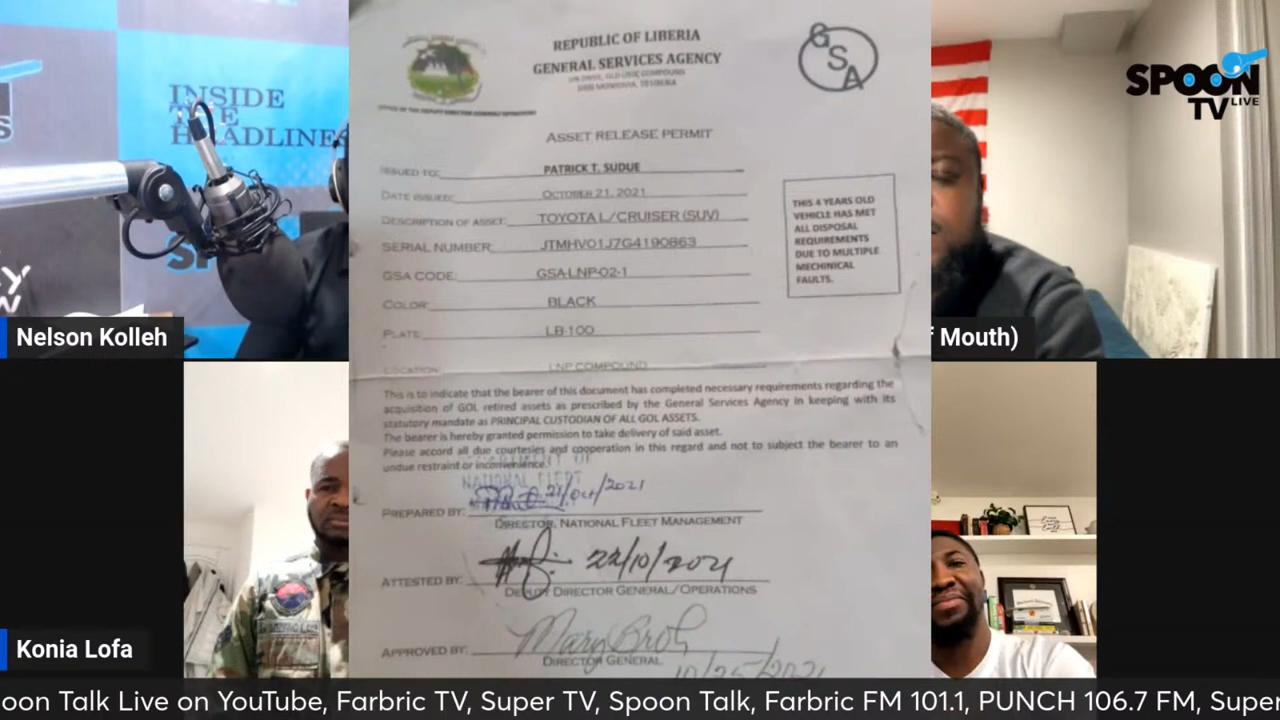 INSIDE
THE
HEADLINES
SPOON
TV LIVE
REPUBLIC OF LIBERIA
GENERAL SERVICES AGENCY
GSA
ASSET RELEASE PERMIT
ISSUED TO: PATRICK T. SUDUE
DATE ISSUED: OCTOBER 21, 2021
DESCRIPTION OF ASSET: TOYOTA L/CRUISER (SUV)
SERIAL NUMBER: JTMHV01J7G4190863
GSA CODE: GSA-LNP-02-1
COLOR: BLACK
PLATE: LB-100
LOCATION: LNP COMPOUND
THIS 4 YEARS OLD
VEHICLE HAS MET
ALL DISPOSAL
REQUIREMENTS
DUE TO MULTIPLE
MECHINICAL
FAULTS.
This is to indicate that the bearer of this document has completed necessary requirements regarding the
acquisition of GOL retired assets as prescribed by the General Services Agency in keeping with its
statutory mandate as PRINCIPAL CUSTODIAN OF ALL GOL ASSETS.
The bearer is hereby granted permission to take delivery of said asset.
Please accord all due courtesies and cooperation in this regard and not to subject the bearer to an
undue restraint or inconvenience.
NATIONAL FLEET
21/Oct/2021
PREPARED BY:
DIRECTOR, NATIONAL FLEET MANAGEMENT
22/10/2021
ATTESTED BY:
DEPUTY DIRECTOR GENERAL/OPERATIONS
Mary Broh
APPROVED BY:
DIRECTOR GENERAL
10/25/2021
Nelson Kolleh
f Mouth)
Konia Lofa
oon Talk Live on YouTube, Farbric TV, Super TV, Spoon Talk, Farbric FM 101.1, PUNCH 106.7 FM, Super